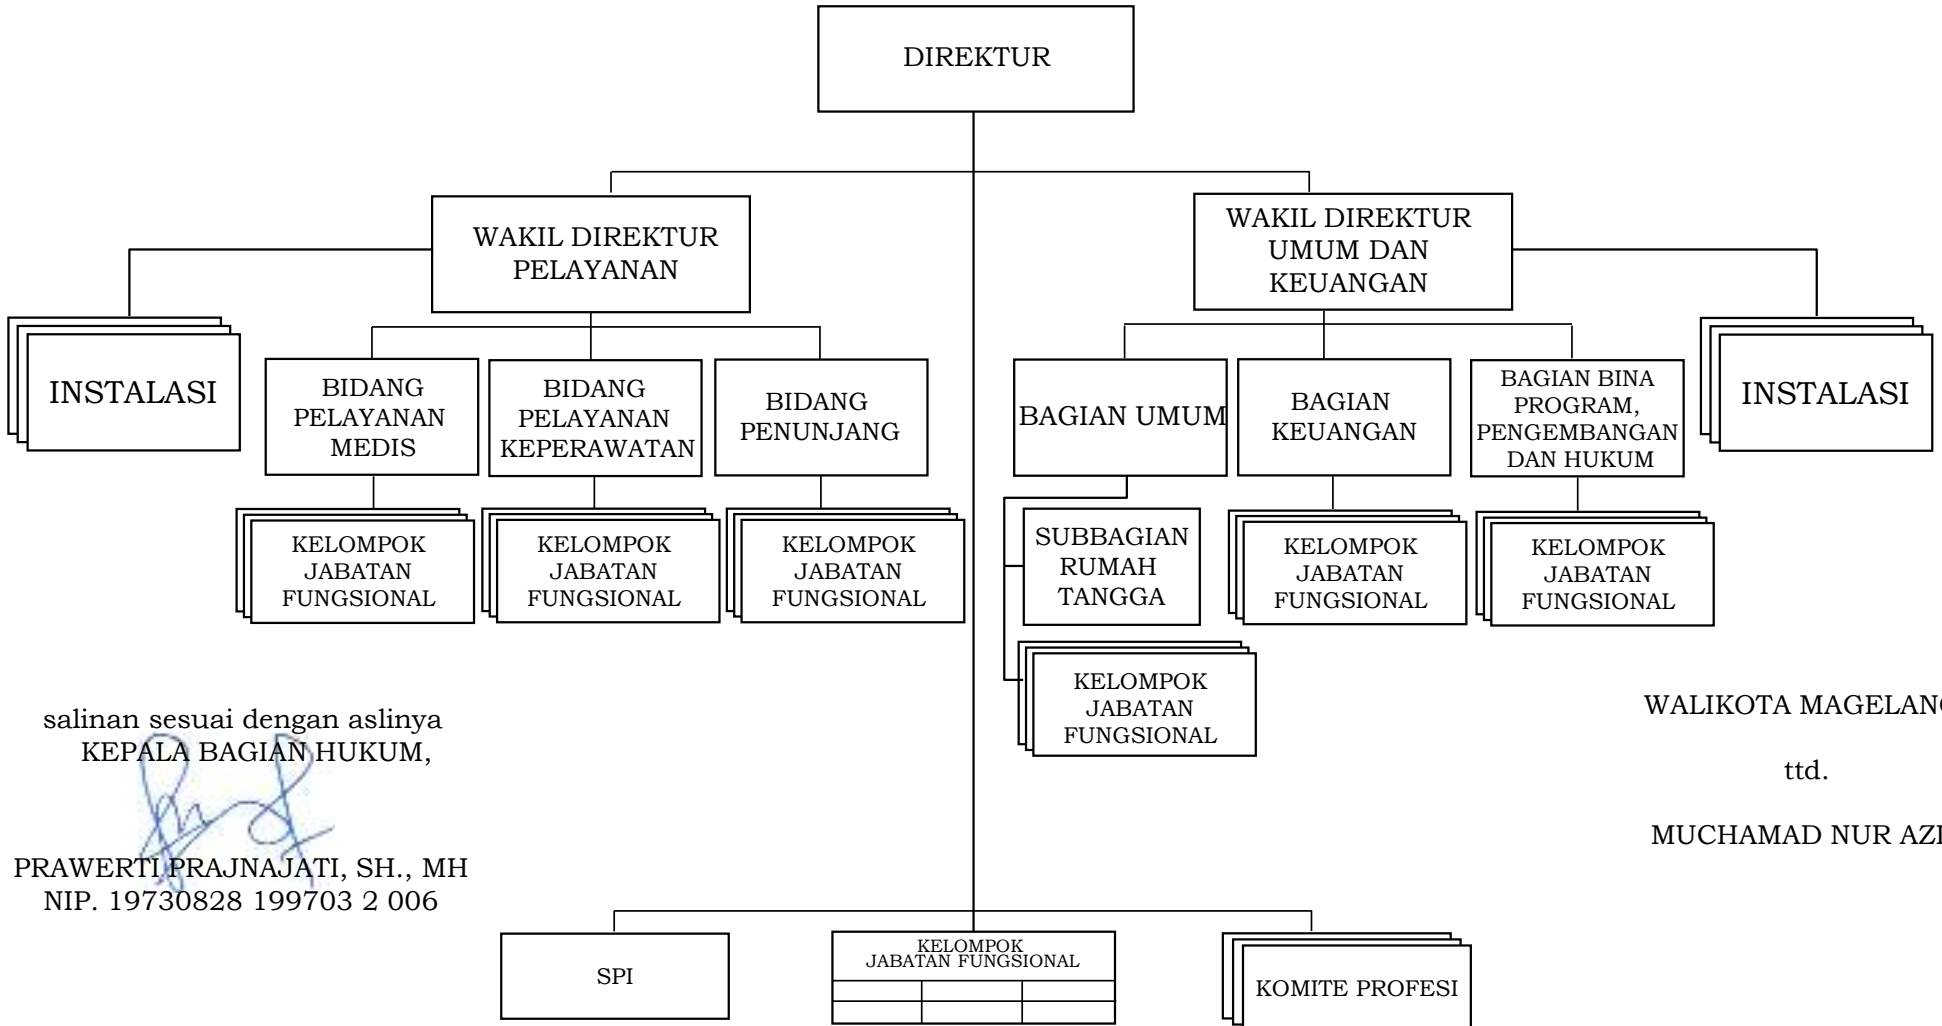 DIREKTUR
WAKIL DIREKTUR
PELAYANAN
WAKIL DIREKTUR
UMUM DAN
KEUANGAN
INSTALASI
BIDANG
PELAYANAN
MEDIS
BIDANG
PELAYANAN
KEPERAWATAN
BIDANG
PENUNJANG
BAGIAN UMUM
BAGIAN
KEUANGAN
BAGIAN BINA
PROGRAM,
PENGEMBANGAN
DAN HUKUM
INSTALASI
KELOMPOK
JABATAN
FUNGSIONAL
KELOMPOK
JABATAN
FUNGSIONAL
KELOMPOK
JABATAN
FUNGSIONAL
SUBBAGIAN
RUMAH
TANGGA
KELOMPOK
JABATAN
FUNGSIONAL
KELOMPOK
JABATAN
FUNGSIONAL
KELOMPOK
JABATAN
FUNGSIONAL
salinan sesuai dengan aslinya
KEPALA BAGIAN HUKUM,
PRAWERTI PRAJNAJATI, SH., MH
NIP. 19730828 199703 2 006
WALIKOTA MAGELANG
ttd.
MUCHAMAD NUR
SPI
KELOMPOK
JABATAN FUNGSIONAL
KOMITE PROFESI